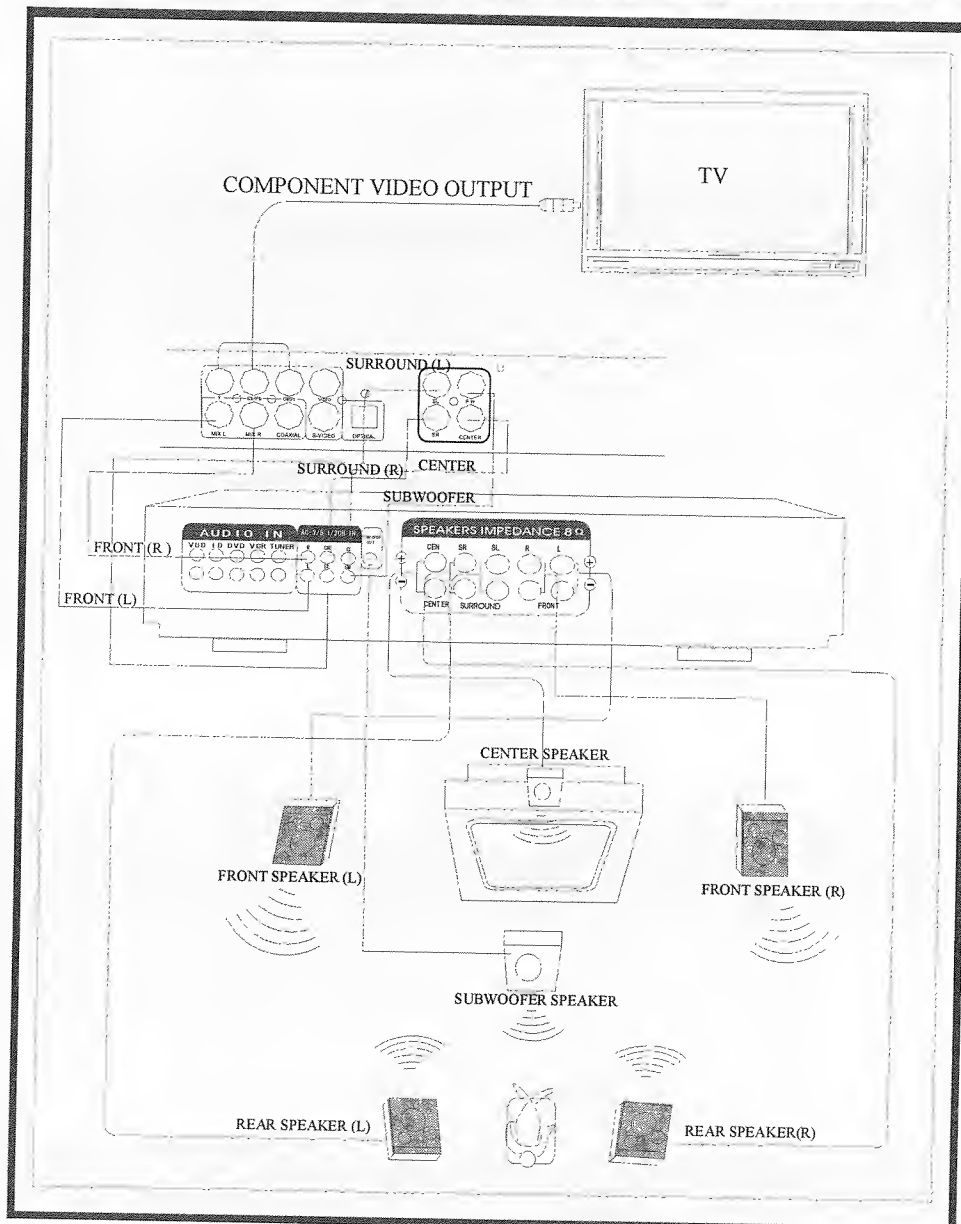 TV
COMPONENT VIDEO OUTPUT
SURROUND (L)
MIX L MIX R COAXIAL S-VIDEO OPTICAL
SR CENTER
SURROUND (R) CENTER
SUBWOOFER
AUDIO IN
SPEAKERS IMPEDANCE 8Ω
DVD VCR TUNER
CEN SR SL R L
FRONT (R )
+
−
CENTER SURROUND FRONT
FRONT (L)
CENTER SPEAKER
FRONT SPEAKER (L)
FRONT SPEAKER (R)
SUBWOOFER SPEAKER
REAR SPEAKER (L)
REAR SPEAKER(R)